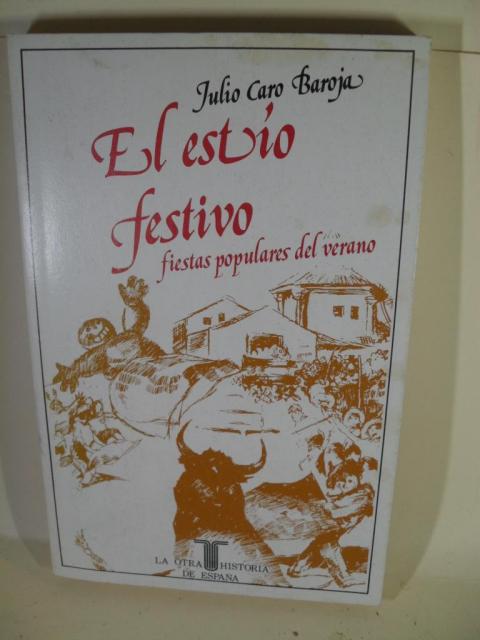 Julio Caro Baroja
El estío
festivo
fiestas populares del verano
LA OTRA HISTORIA
DE ESPAÑA